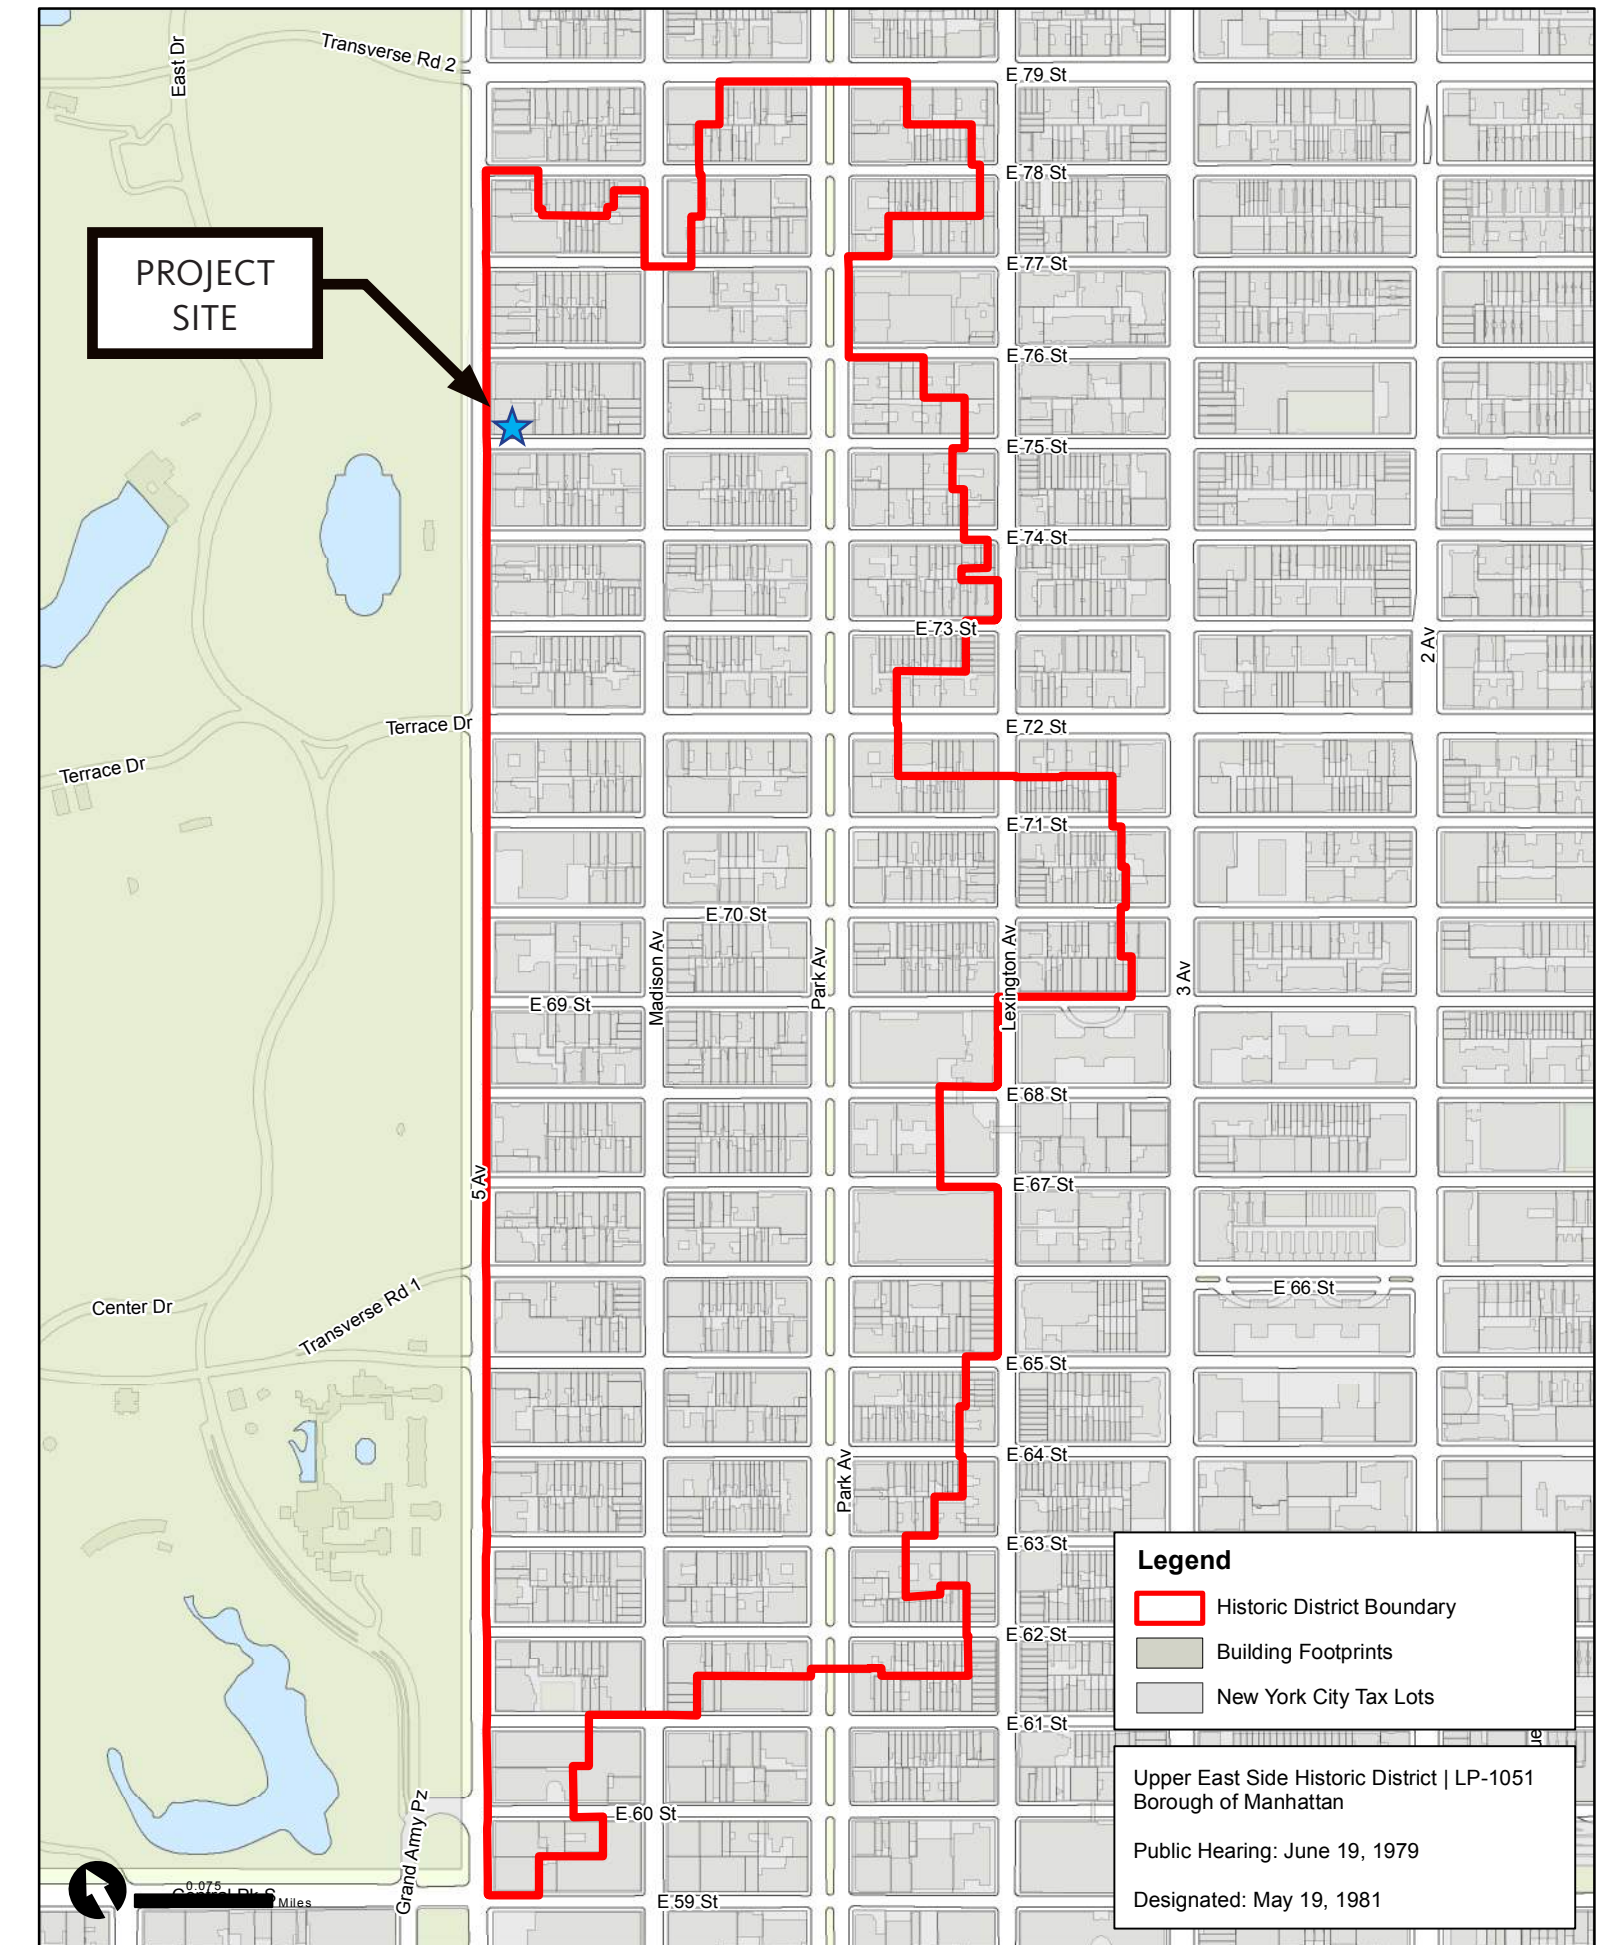 Transverse Rd 2
East Dr
E 79 St
E 78 St
PROJECT
SITE
E 77 St
E 76 St
E 75 St
E 74 St
E 73 St
2 Av
Terrace Dr
E 72 St
Terrace Dr
E 71 St
E 70 St
Madison Av
Park Av
Lexington Av
3 Av
E 69 St
E 68 St
5 Av
E 67 St
Center Dr
Transverse Rd 1
E 66 St
E 65 St
Park Av
E 64 St
E 63 St
Legend
Historic District Boundary
E 62 St
Building Footprints
New York City Tax Lots
E 61 St
ue
Upper East Side Historic District | LP-1051
Borough of Manhattan
E 60 St
Public Hearing: June 19, 1979
Grand Army Pz
0.075
Central Pk S
Miles
E 59 St
Designated: May 19, 1981